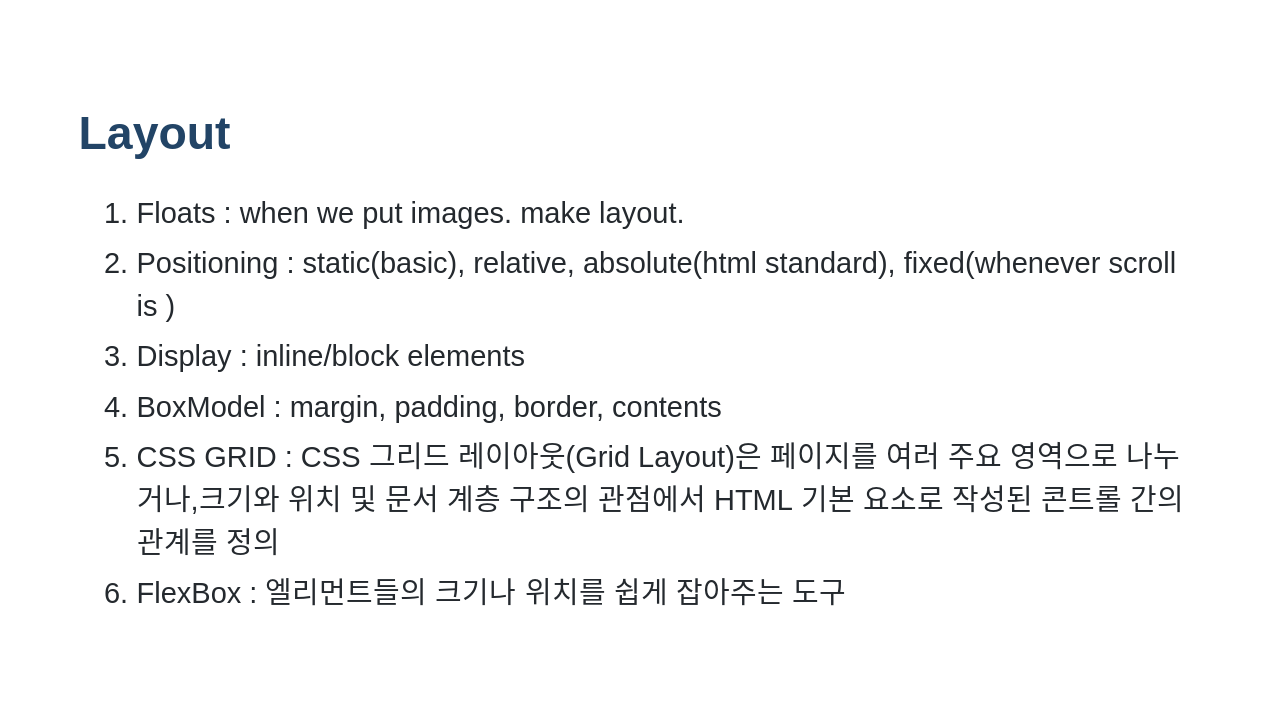 Layout
1. Floats : when we put images. make layout.
2. Positioning : static(basic), relative, absolute(html standard), fixed(whenever scroll
is )
3. Display : inline/block elements
4. BoxModel : margin, padding, border, contents
5. CSS GRID : CSS 그리드 레이아웃(Grid Layout)은 페이지를 여러 주요 영역으로 나누
거나,크기와 위치 및 문서 계층 구조의 관점에서 HTML 기본 요소로 작성된 콘트롤 간의
관계를 정의
6. FlexBox : 엘리먼트들의 크기나 위치를 쉽게 잡아주는 도구